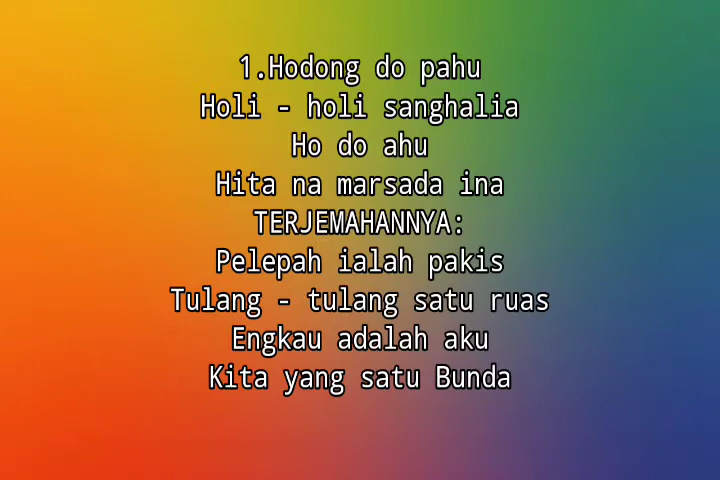 1.Hodong do pahu
Holi - holi sanghalia
Ho do ahu
Hita na marsada ina
TERJEMAHANNYA:
Pelepah ialah pakis
Tulang - tulang satu ruas
Engkau adalah aku
Kita yang satu Bunda